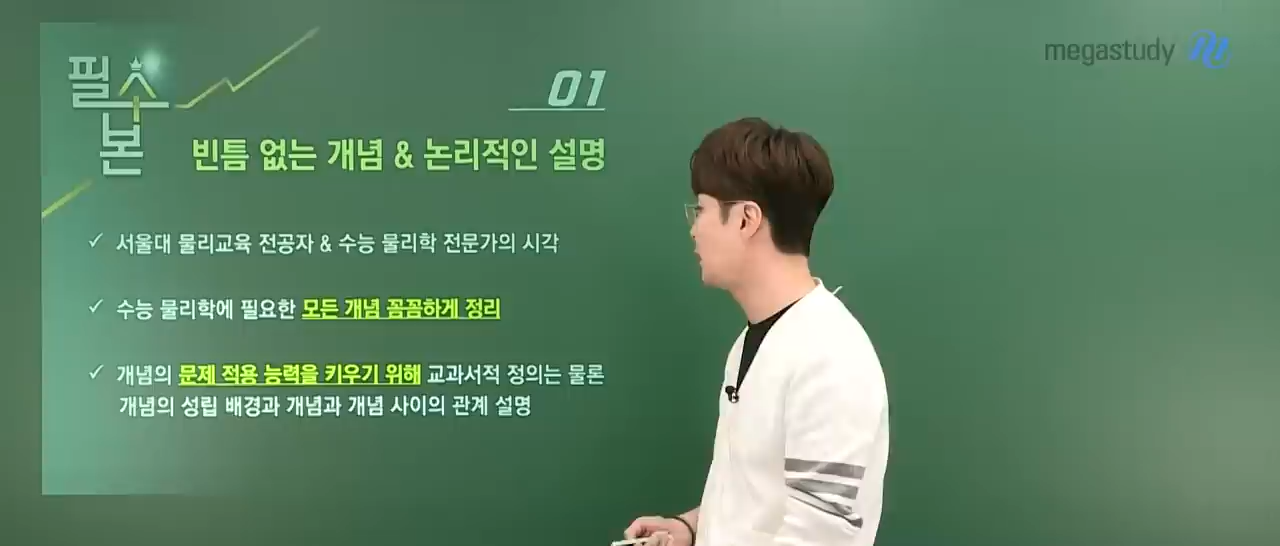 필수
본
01
빈틈 없는 개념 & 논리적인 설명
✓ 서울대 물리교육 전공자 & 수능 물리학 전문가의 시각
✓ 수능 물리학에 필요한 모든 개념 꼼꼼하게 정리
✓ 개념의 문제 적용 능력을 키우기 위해 교과서적 정의는 물론
개념의 성립 배경과 개념과 개념 사이의 관계 설명
megastudy